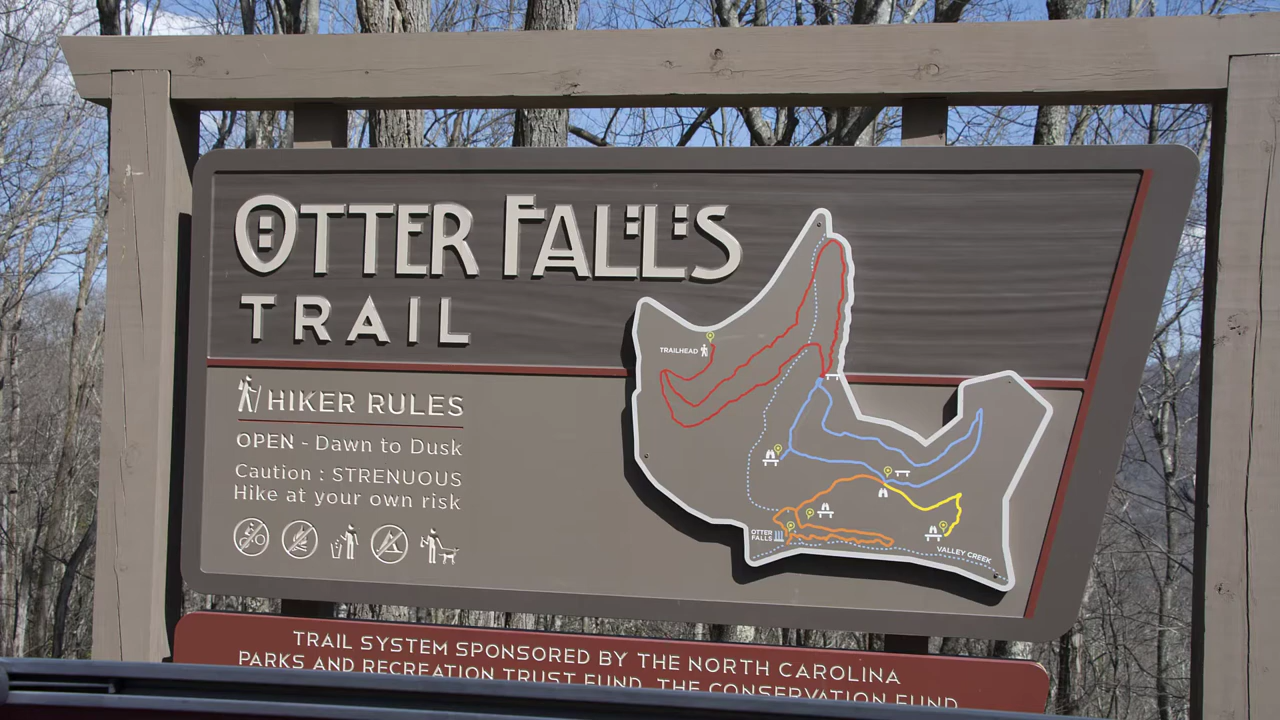 OTTER FALLS
TRAIL
TRAILHEAD
HIKER RULES
OPEN - Dawn to Dusk
Caution : STRENUOUS
Hike at your own risk
OTTER
FALLS
VALLEY CREEK
TRAIL SYSTEM SPONSORED BY THE NORTH CAROLINA
PARKS AND RECREATION TRUST FUND, THE CONSERVATION FUND